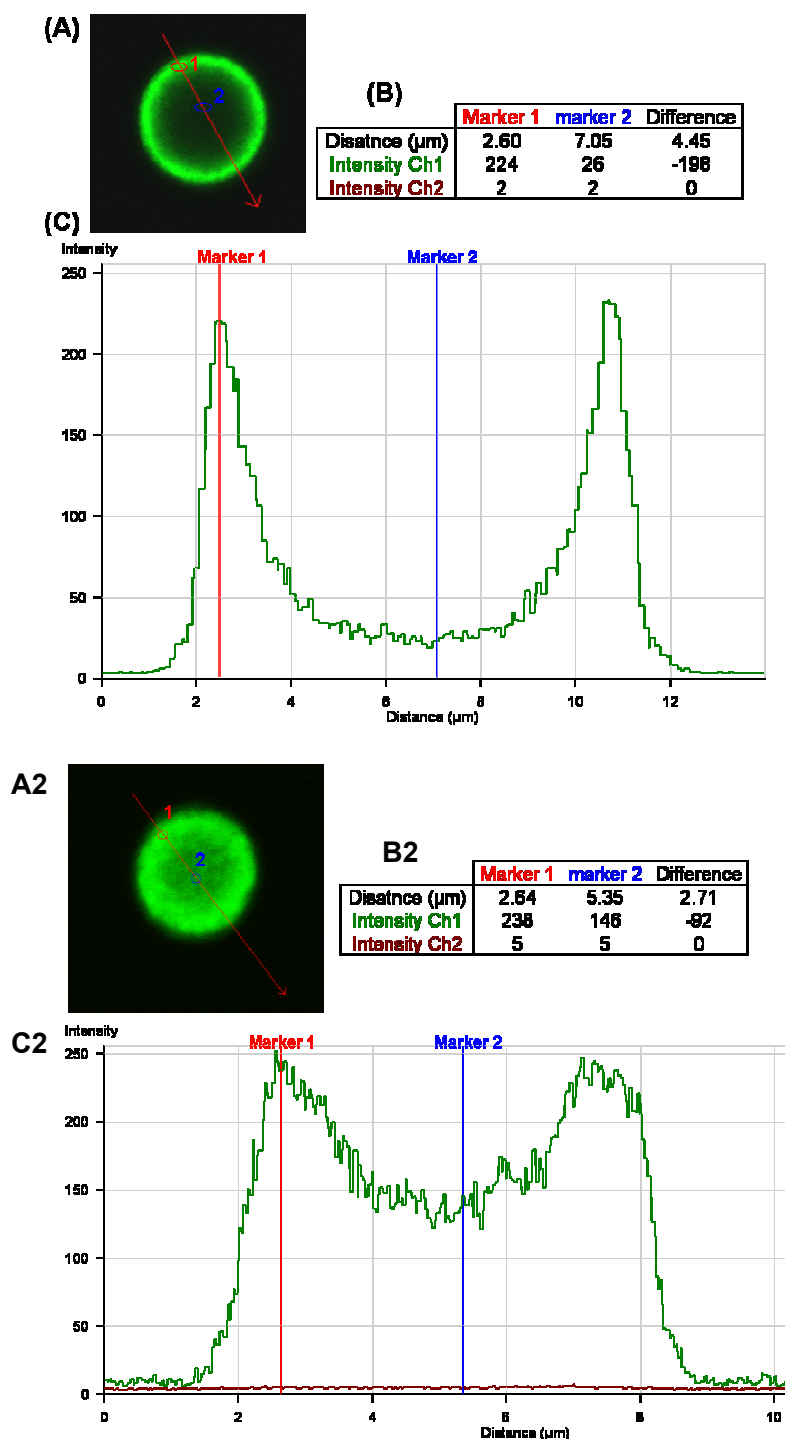 (A)
1
2
(B)
Marker 1 marker 2 Difference
Disatnce (µm) 2.60 7.05 4.45
Intensity Ch1 224 26 -198
Intensity Ch2 2 2 0
(C)
Intensity
Marker 1 Marker 2
250
200
150
100
50
0
0 2 4 6 8 10 12
Distance (µm)
A2
1
2
B2
Marker 1 marker 2 Difference
Disatnce (µm) 2.64 5.35 2.71
Intensity Ch1 238 146 -92
Intensity Ch2 5 5 0
C2
Intensity
Marker 1 Marker 2
250
200
150
100
50
0
0 2 4 6 8 10
Distance (µm)